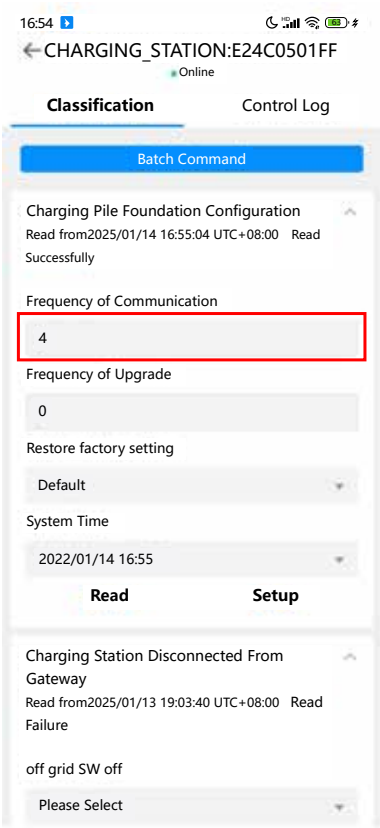 16:54
HD 63
CHARGING_STATION:E24C0501FF
Online
Classification Control Log
Batch Command
Charging Pile Foundation Configuration
Read from2025/01/14 16:55:04 UTC+08:00 Read
Successfully
Frequency of Communication
4
Frequency of Upgrade
0
Restore factory setting
Default
System Time
2022/01/14 16:55
Read Setup
Charging Station Disconnected From
Gateway
Read from2025/01/13 19:03:40 UTC+08:00 Read
Failure
off grid SW off
Please Select